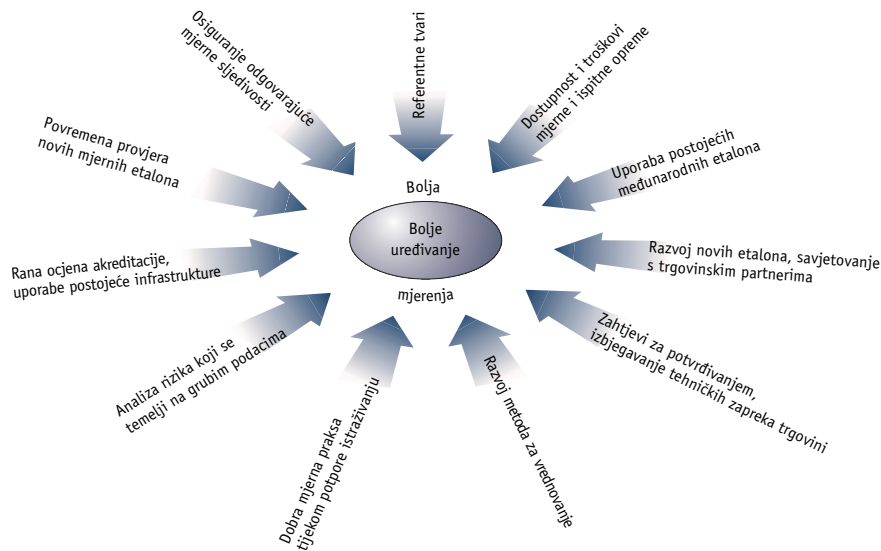 Osiguranje odgovarajuće
mjerne sljedivosti
Referentne tvari
Dostupnost i troškovi
mjerne i ispitne opreme
Povremena provjera
novih mjernih etalona
Uporaba postojećih
međunarodnih etalona
Bolja
Bolje
uređivanje
mjerenja
Rana ocjena akreditacije,
uporabe postojeće infrastrukture
Razvoj novih etalona, savjetovanje
s trgovinskim partnerima
Analiza rizika koji se
temelji na grubim podacima
Dobra mjerna praksa
tijekom potpore istraživanju
Razvoj metoda za vrednovanje
Zahtjevi za potvrđivanjem,
izbjegavanje tehničkih zapreka trgovini